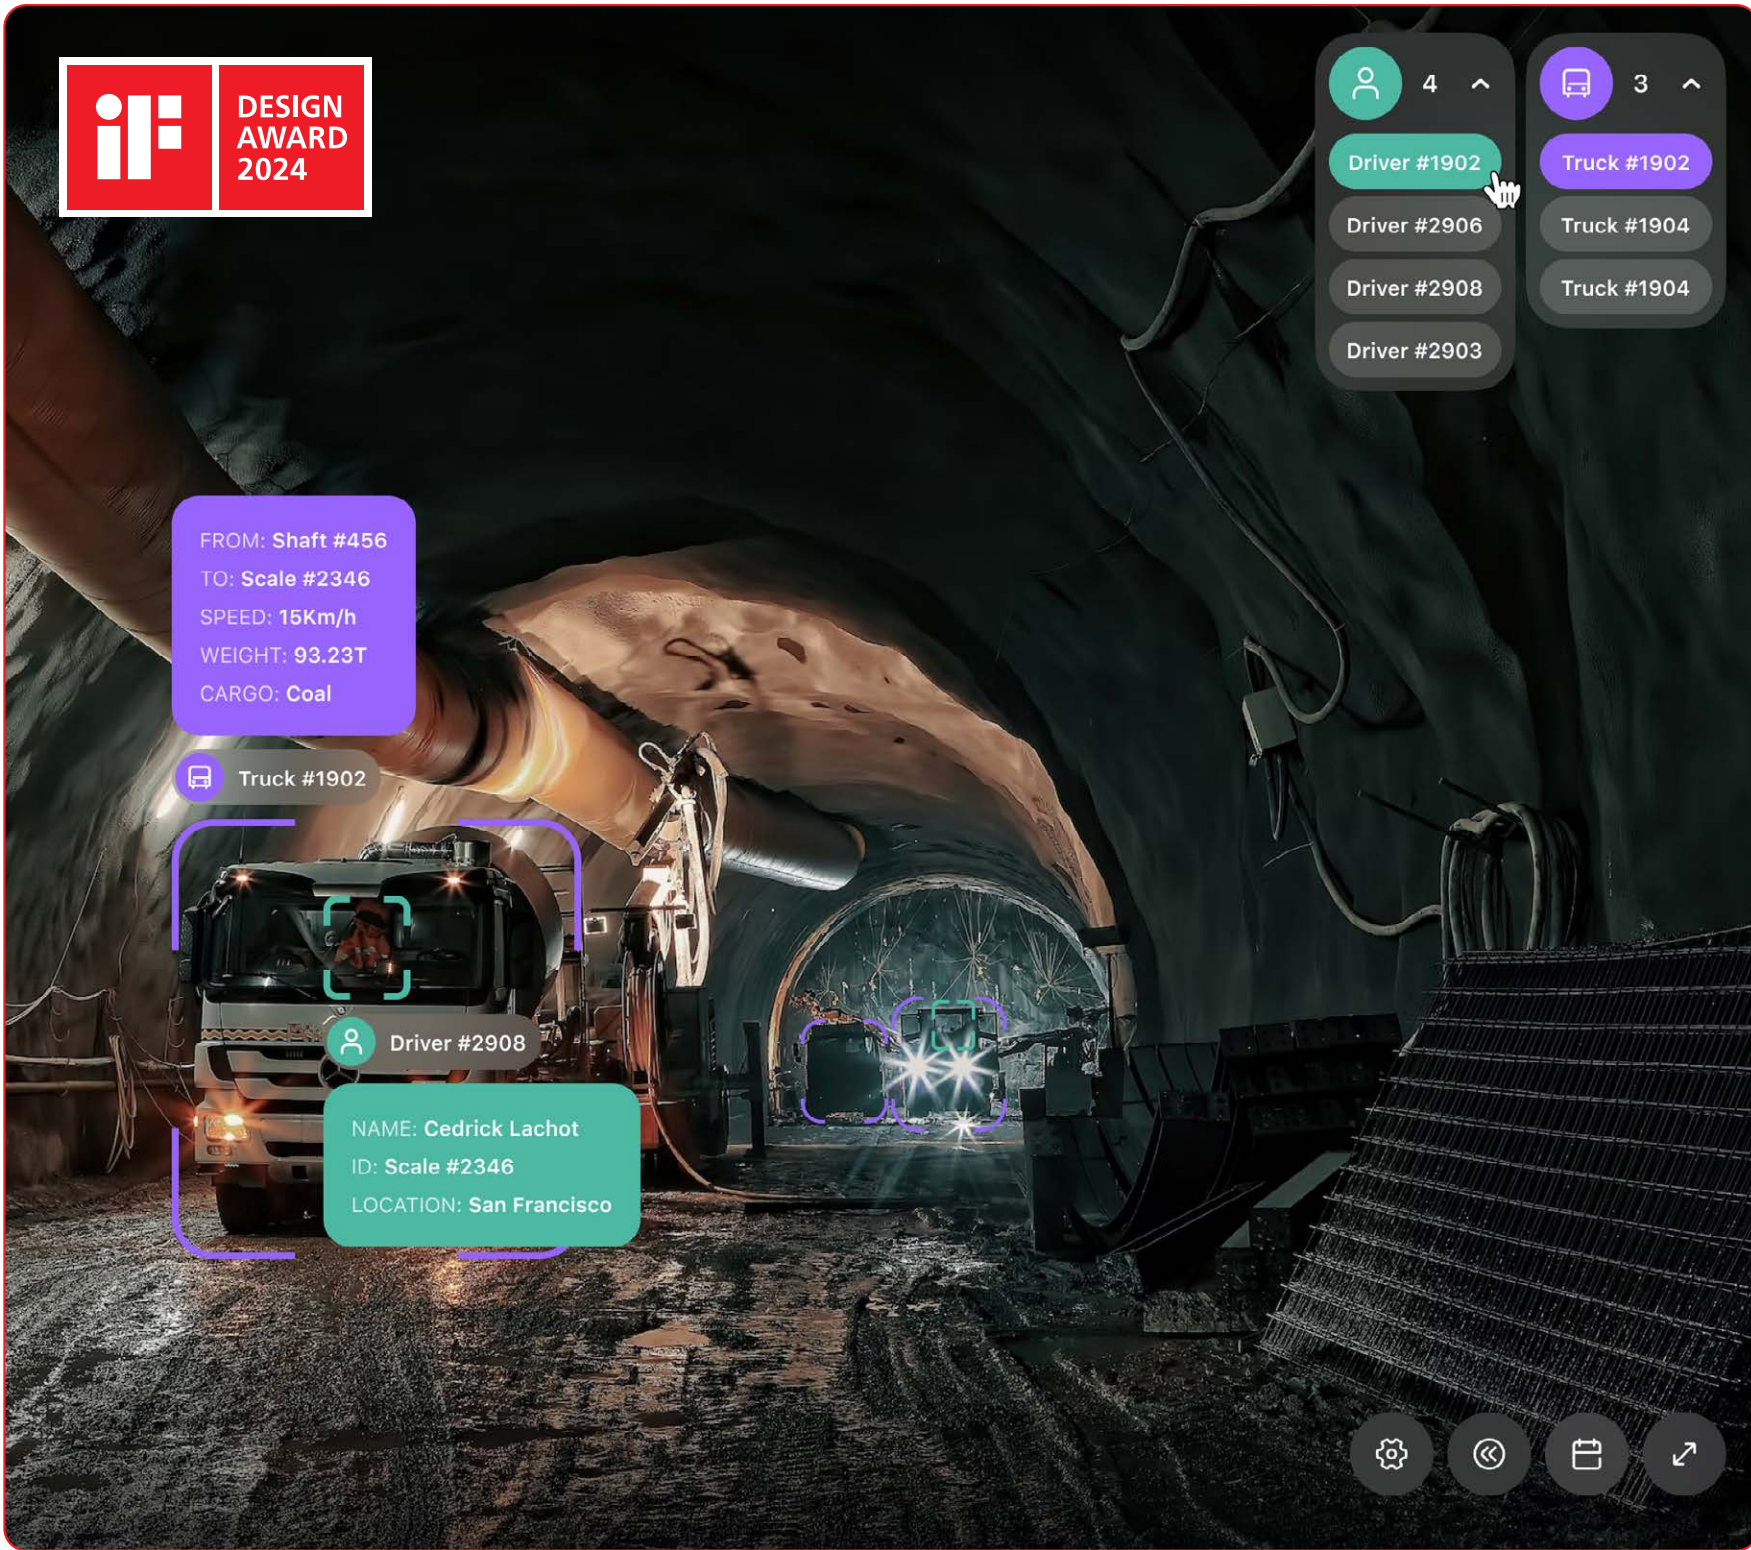 iF
DESIGN
AWARD
2024
4
Driver #1902
Driver #2906
Driver #2908
Driver #2903
3
Truck #1902
Truck #1904
Truck #1904
FROM: Shaft #456
TO: Scale #2346
SPEED: 15Km/h
WEIGHT: 93.23T
CARGO: Coal
Truck #1902
Driver #2908
NAME: Cedrick Lachot
ID: Scale #2346
LOCATION: San Francisco